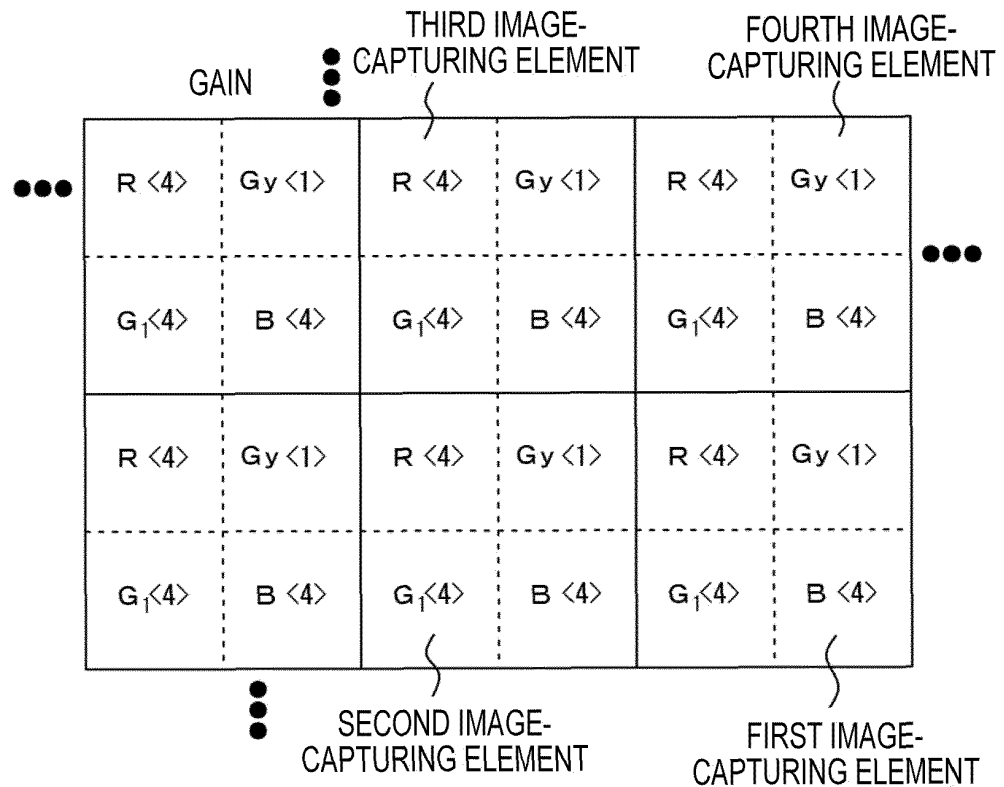 THIRD IMAGE-
CAPTURING ELEMENT
FOURTH IMAGE-
CAPTURING ELEMENT
GAIN
R <4> Gy <1> R <4> Gy <1> R <4> Gy <1>
G₁<4> B <4> G₁<4> B <4> G₁<4> B <4>
R <4> Gy <1> R <4> Gy <1> R <4> Gy <1>
G₁<4> B <4> G₁<4> B <4> G₁<4> B <4>
SECOND IMAGE-
CAPTURING ELEMENT
FIRST IMAGE-
CAPTURING ELEMENT